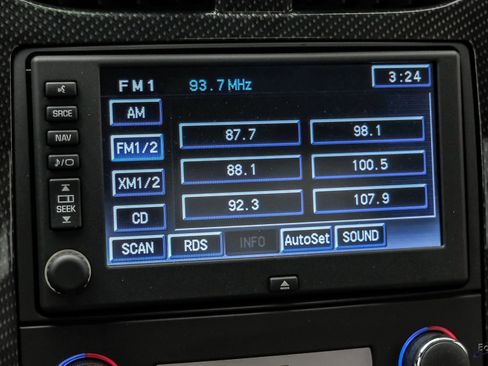 FM1 93.7 MHz 3:24
AM
87.7 98.1
FM1/2
88.1 100.5
XM1/2
92.3 107.9
CD
SCAN RDS INFO AutoSet SOUND
SRCE
NAV
SEEK